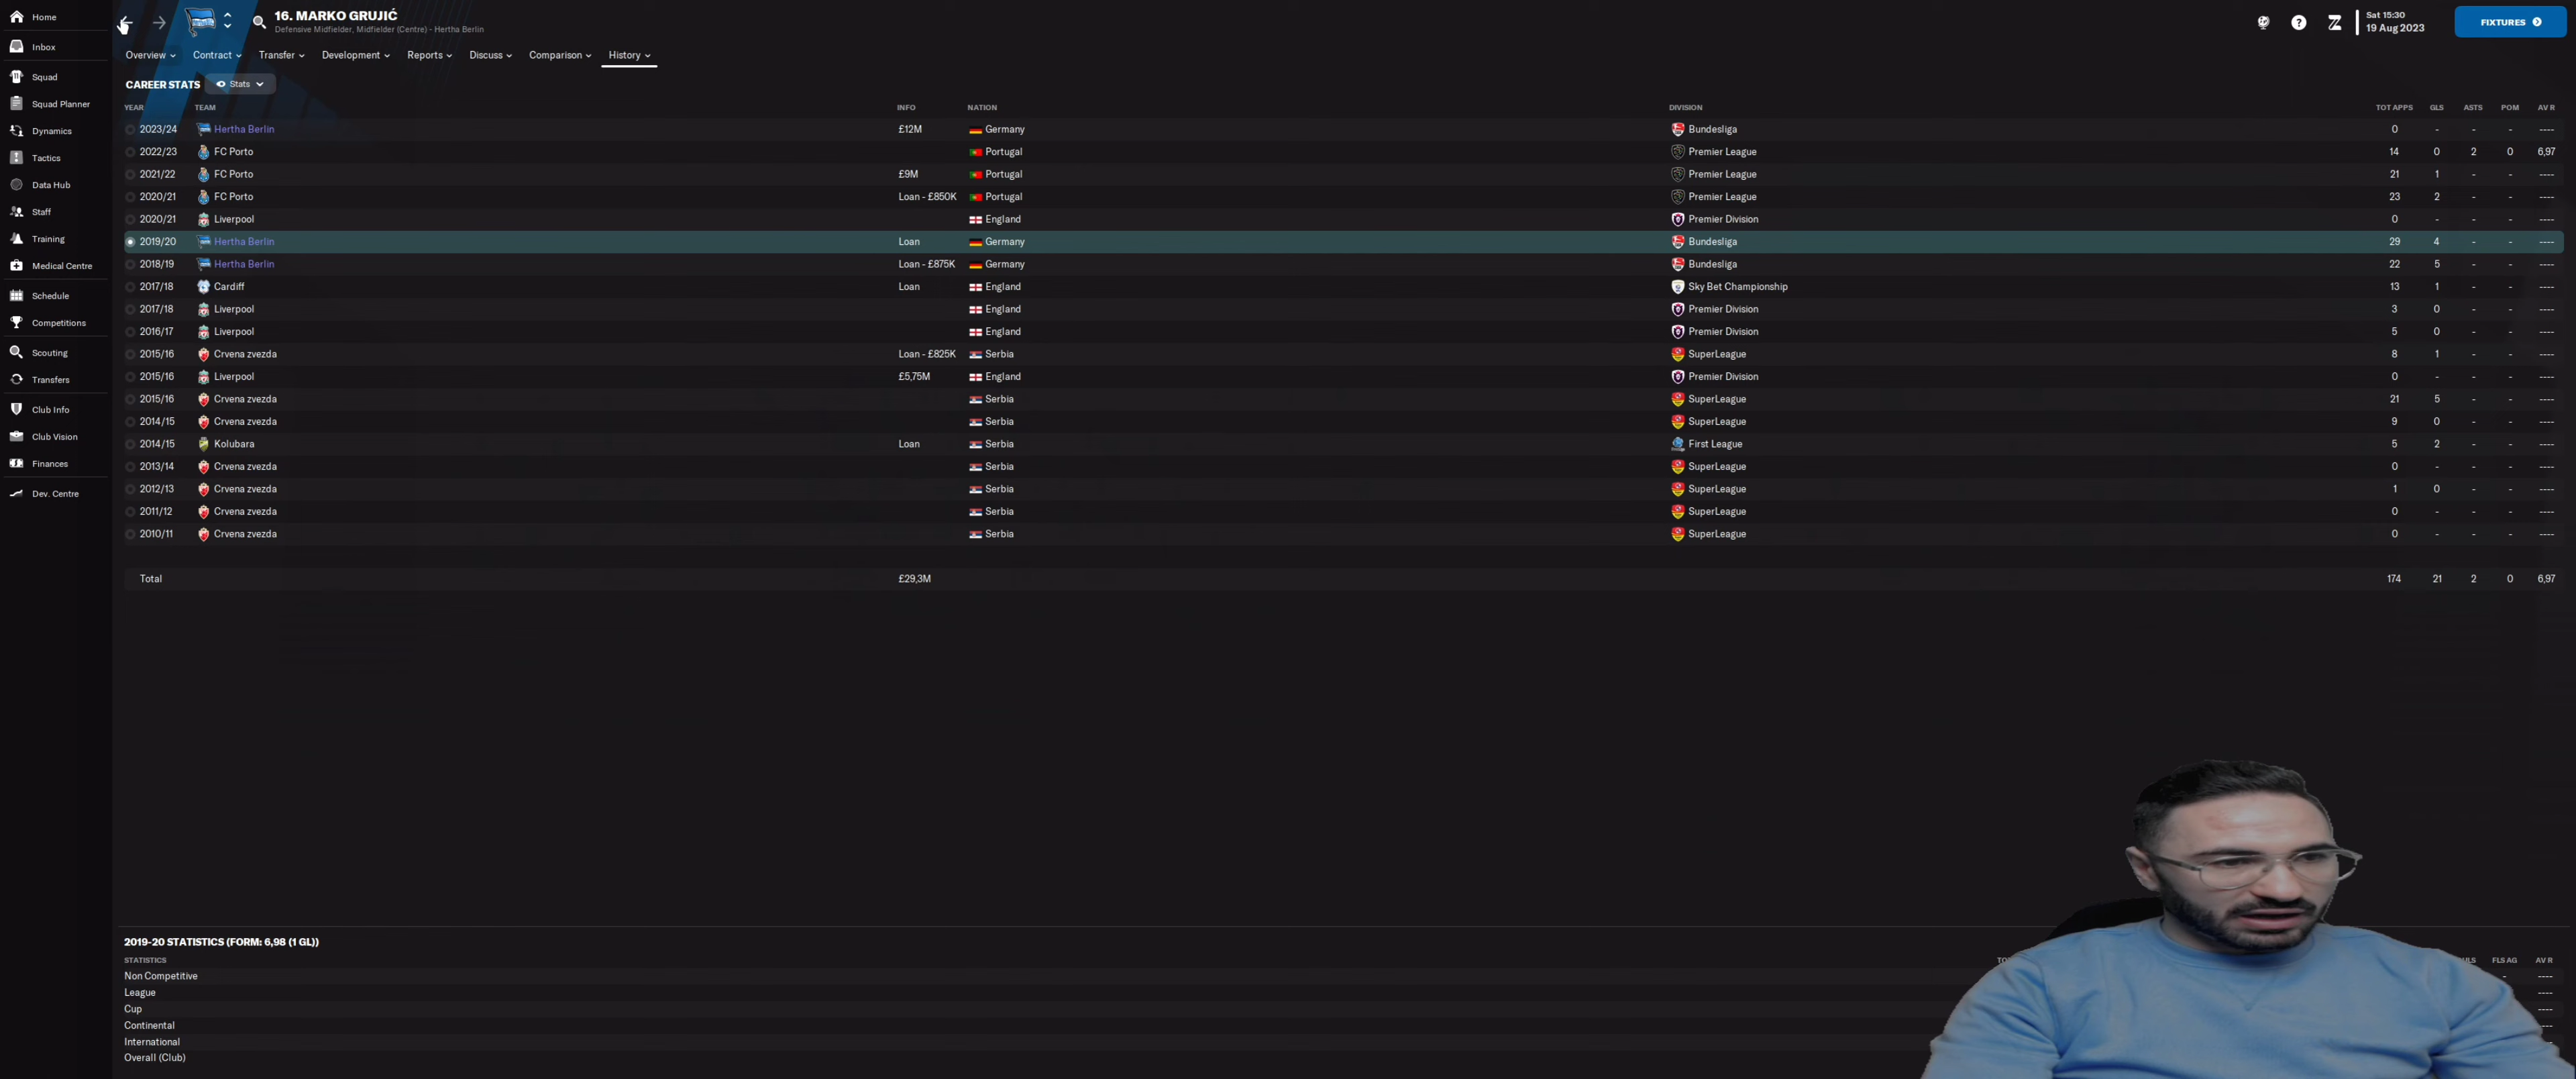 Home
16. MARKO GRUJIĆ
Defensive Midfielder, Midfielder (Centre) - Hertha Berlin
Sat 15:30
19 Aug 2023
FIXTURES
Inbox
Squad
Squad Planner
Dynamics
Tactics
Data Hub
Staff
Training
Medical Centre
Schedule
Competitions
Scouting
Transfers
Club Info
Club Vision
Finances
Dev. Centre
Overview Contract Transfer Development Reports Discuss Comparison History
CAREER STATS Stats
YEAR TEAM INFO NATION DIVISION TOT APPS GLS ASTS POM AV R
2023/24 Hertha Berlin £12M Germany Bundesliga 0 - - - ----
2022/23 FC Porto Portugal Premier League 14 0 2 0 6,97
2021/22 FC Porto £9M Portugal Premier League 21 1 - - ----
2020/21 FC Porto Loan - £850K Portugal Premier League 23 2 - - ----
2020/21 Liverpool England Premier Division 0 - - - ----
2019/20 Hertha Berlin Loan Germany Bundesliga 29 4 - - ----
2018/19 Hertha Berlin Loan - £875K Germany Bundesliga 22 5 - - ----
2017/18 Cardiff Loan England Sky Bet Championship 13 1 - - ----
2017/18 Liverpool England Premier Division 3 0 - - ----
2016/17 Liverpool England Premier Division 5 0 - - ----
2015/16 Crvena zvezda Loan - £825K Serbia SuperLeague 8 1 - - ----
2015/16 Liverpool £5,75M England Premier Division 0 - - - ----
2015/16 Crvena zvezda Serbia SuperLeague 21 5 - - ----
2014/15 Crvena zvezda Serbia SuperLeague 9 0 - - ----
2014/15 Kolubara Loan Serbia First League 5 2 - - ----
2013/14 Crvena zvezda Serbia SuperLeague 0 - - - ----
2012/13 Crvena zvezda Serbia SuperLeague 1 0 - - ----
2011/12 Crvena zvezda Serbia SuperLeague 0 - - - ----
2010/11 Crvena zvezda Serbia SuperLeague 0 - - - ----
Total £29,3M 174 21 2 0 6,97
2019-20 STATISTICS (FORM: 6,98 (1 GL))
STATISTICS FLS AG AV R
Non Competitive - ----
League ----
Cup ----
Continental ----
International
Overall (Club) ----